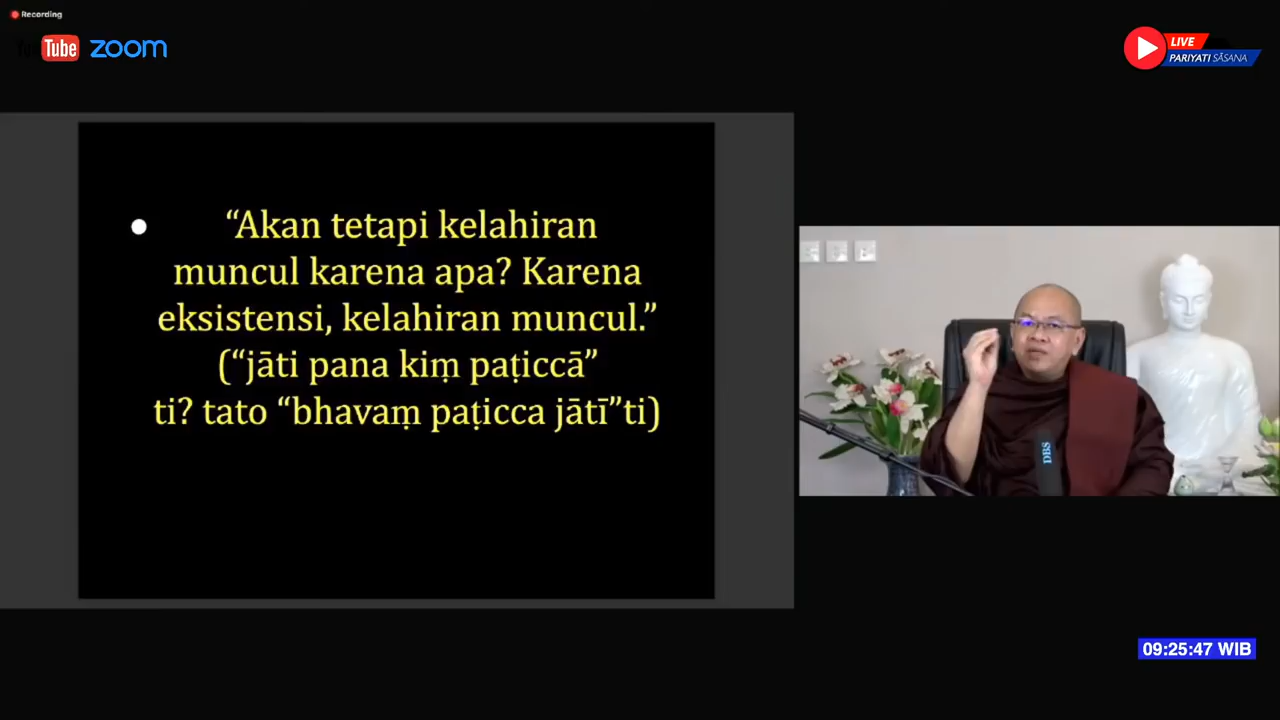 Recording
Tube zoom
LIVE
PARIYATI SĀSANA
“Akan tetapi kelahiran
muncul karena apa? Karena
eksistensi, kelahiran muncul.”
(“jāti pana kiṃ paṭiccā”
ti? tato “bhavaṃ paṭicca jātī”ti)
DBS
09:25:47 WIB